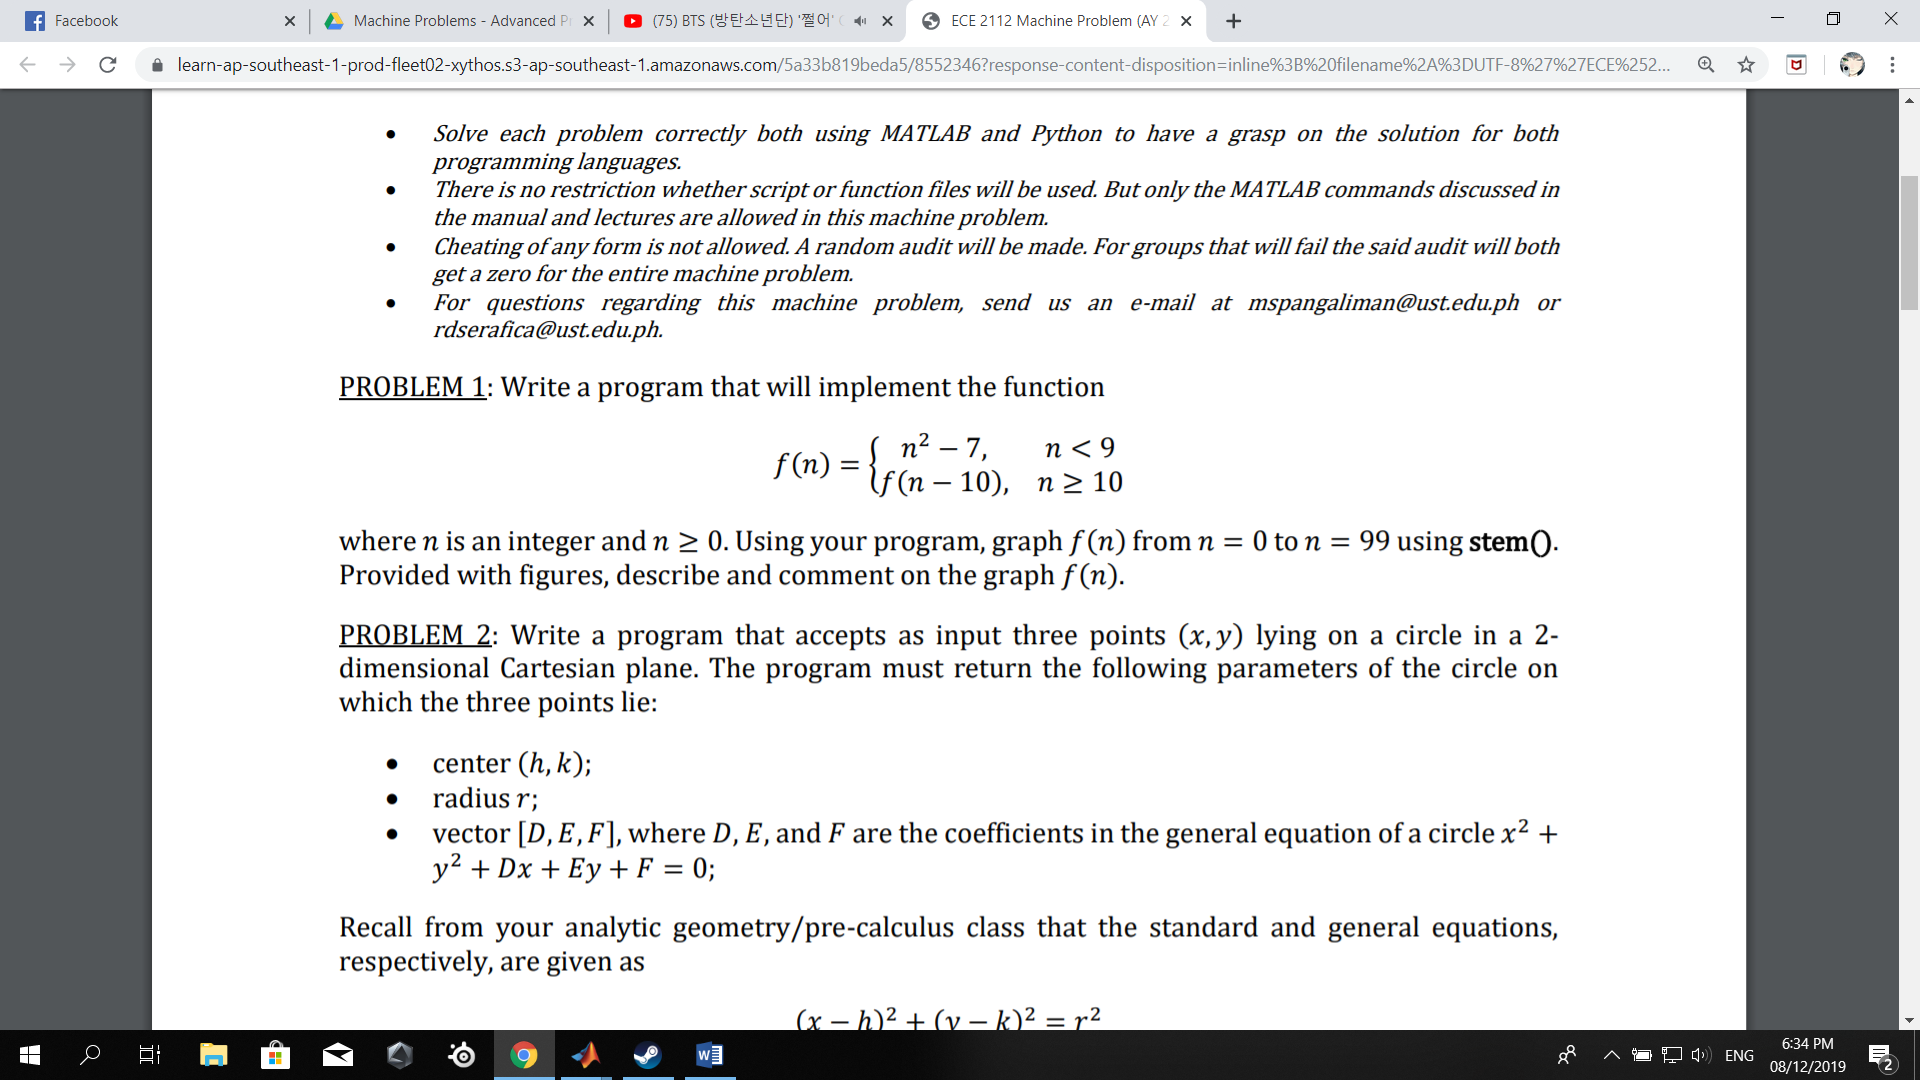 Facebook
Machine Problems - Advanced P
(75) BTS (방탄소년단) '쩔어'
ECE 2112 Machine Problem (AY 2
learn-ap-southeast-1-prod-fleet02-xythos.s3-ap-southeast-1.amazonaws.com/5a33b819beda5/8552346?response-content-disposition=inline%3B%20filename%2A%3DUTF-8%27%27ECE%252...
• Solve each problem correctly both using MATLAB and Python to have a grasp on the solution for both
programming languages.
• There is no restriction whether script or function files will be used. But only the MATLAB commands discussed in
the manual and lectures are allowed in this machine problem.
• Cheating of any form is not allowed. A random audit will be made. For groups that will fail the said audit will both
get a zero for the entire machine problem.
• For questions regarding this machine problem, send us an e-mail at mspangaliman@ust.edu.ph or
rdserafica@ust.edu.ph.
PROBLEM 1: Write a program that will implement the function
f(n) = { n² − 7, n < 9
f(n − 10), n ≥ 10
where n is an integer and n ≥ 0. Using your program, graph f(n) from n = 0 to n = 99 using stem().
Provided with figures, describe and comment on the graph f(n).
PROBLEM 2: Write a program that accepts as input three points (x, y) lying on a circle in a 2-
dimensional Cartesian plane. The program must return the following parameters of the circle on
which the three points lie:
• center (h, k);
• radius r;
• vector [D, E, F], where D, E, and F are the coefficients in the general equation of a circle x² +
y² + Dx + Ey + F = 0;
Recall from your analytic geometry/pre-calculus class that the standard and general equations,
respectively, are given as
(x − h)² + (y − k)² = r²
ENG
6:34 PM
08/12/2019
2